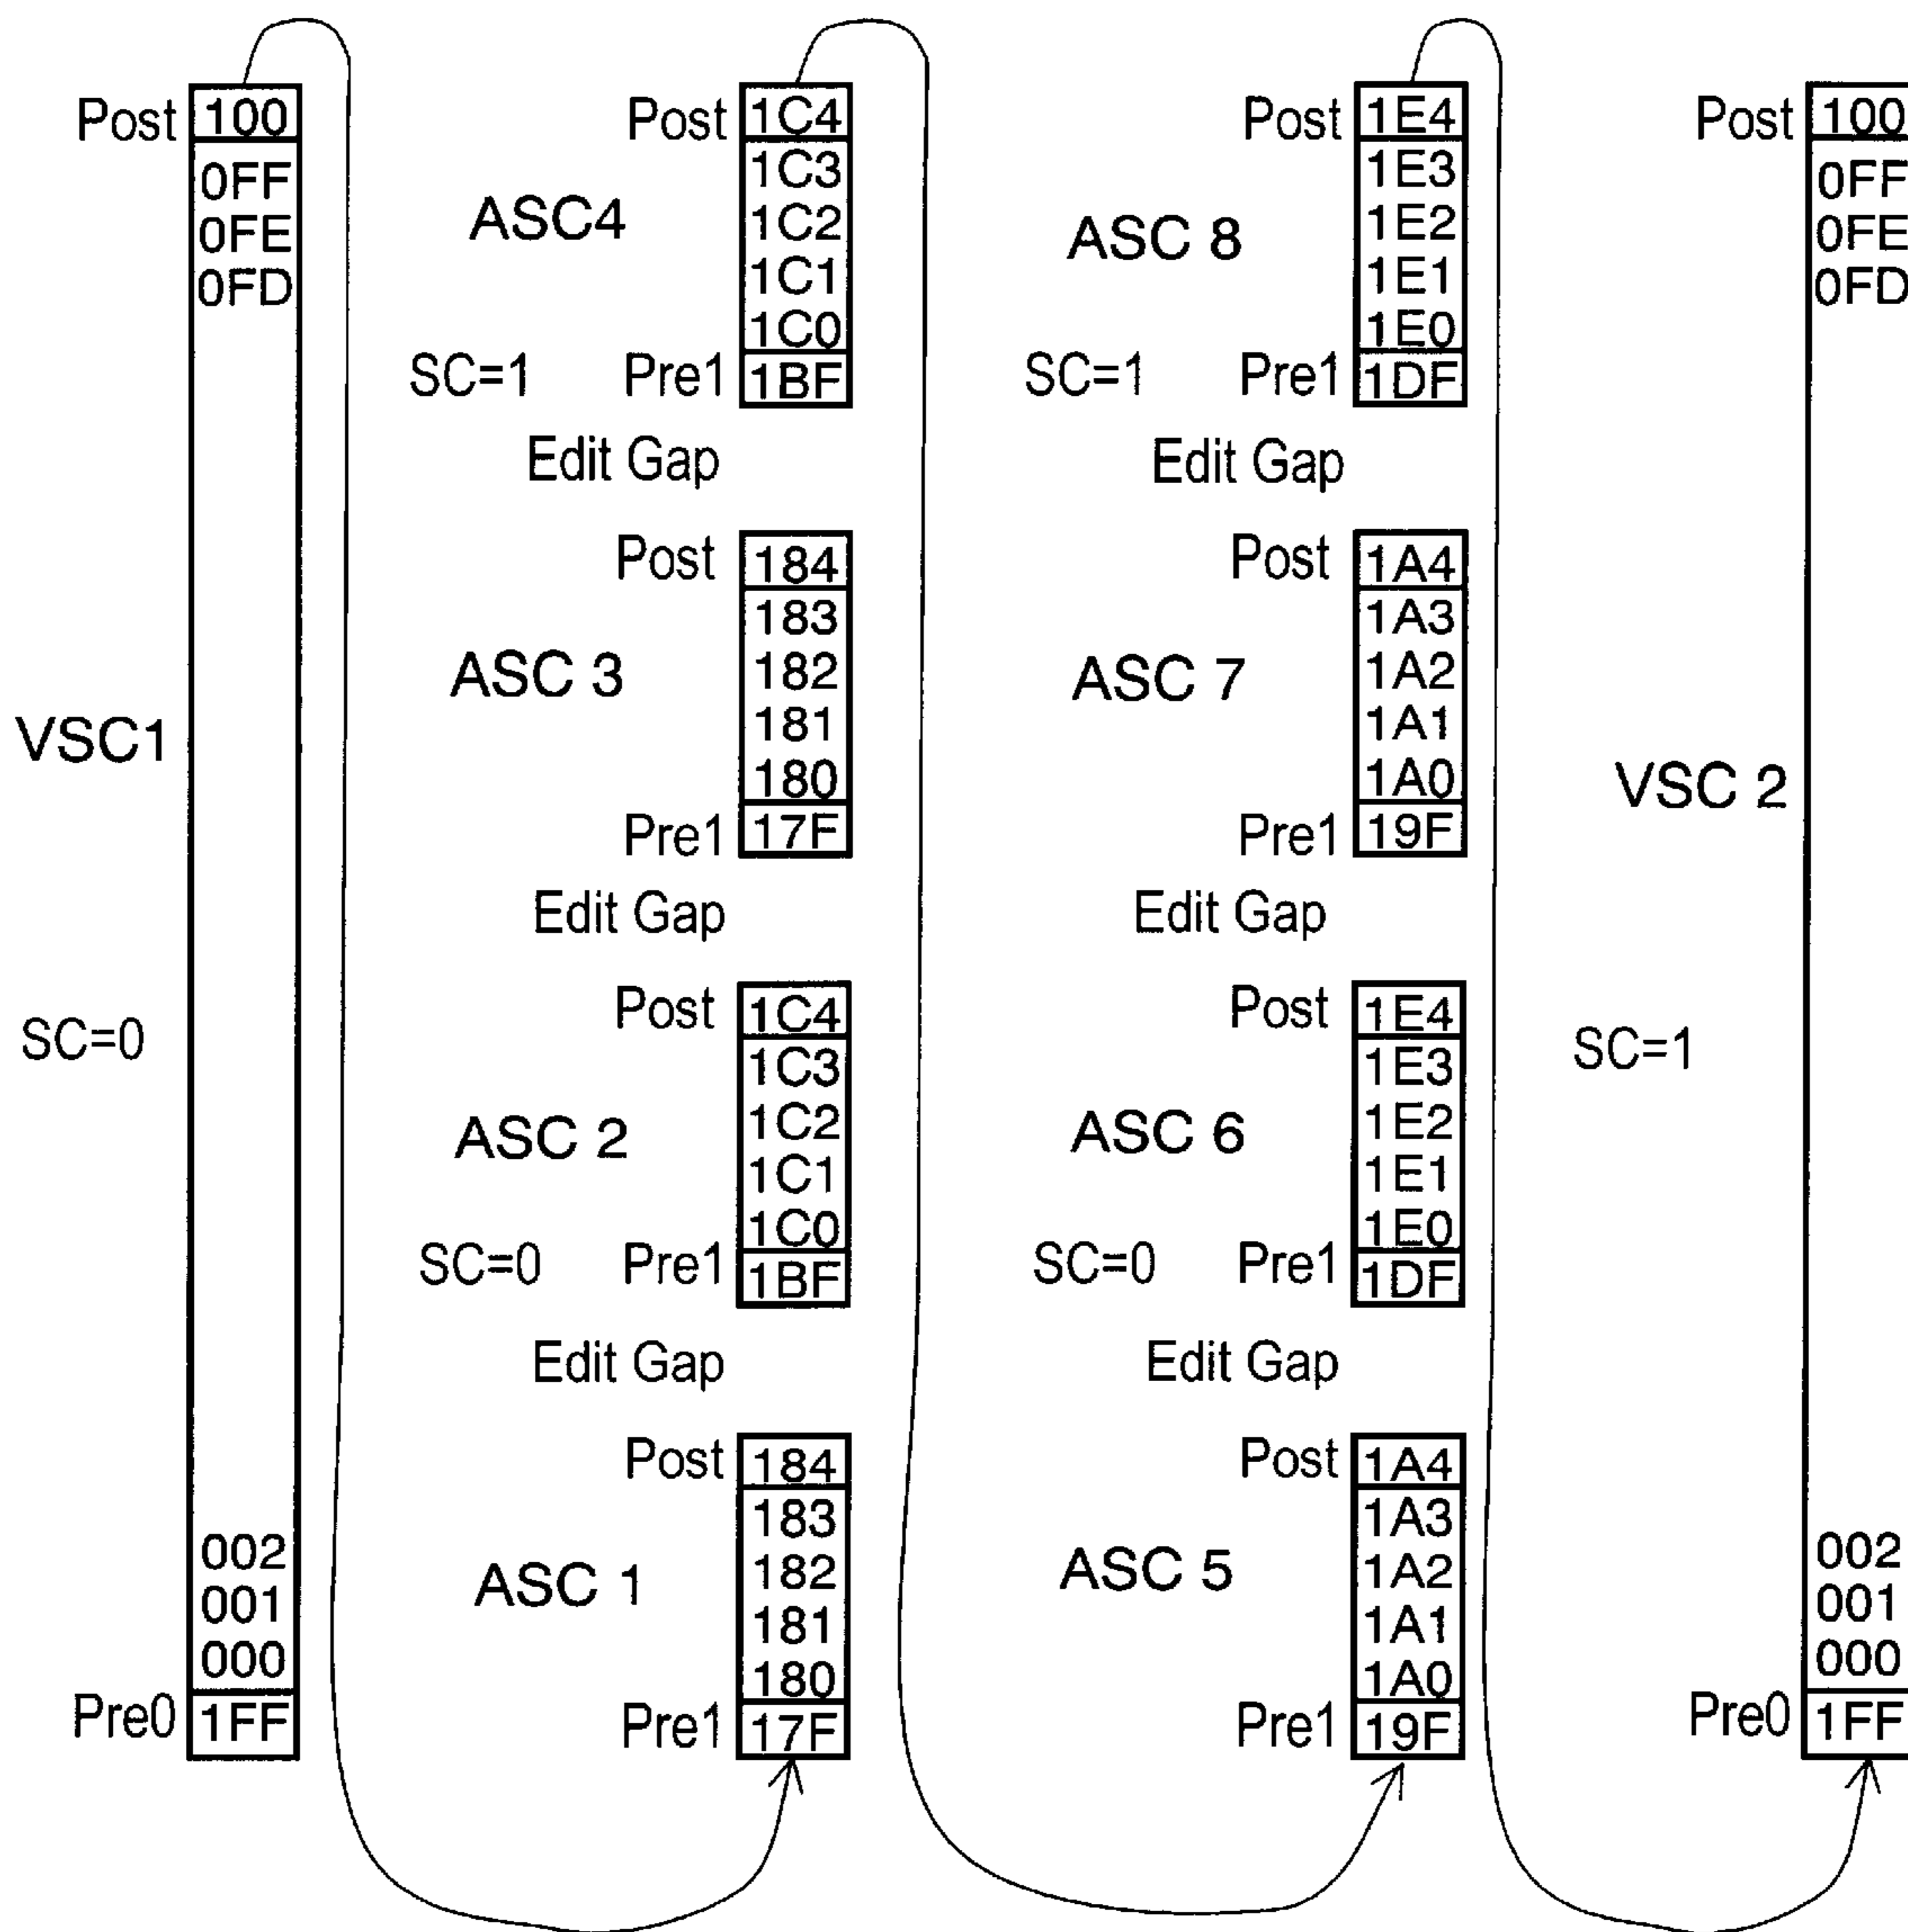 Post 100
0FF
0FE
0FD
VSC1
SC=0
002
001
000
Pre0 1FF
Post 1C4
1C3
ASC4 1C2
1C1
1C0
SC=1 Pre1 1BF
Edit Gap
Post 184
183
ASC 3 182
181
180
Pre1 17F
Edit Gap
Post 1C4
1C3
ASC 2 1C2
1C1
1C0
SC=0 Pre1 1BF
Edit Gap
Post 184
183
ASC 1 182
181
180
Pre1 17F
Post 1E4
1E3
ASC 8 1E2
1E1
1E0
SC=1 Pre1 1DF
Edit Gap
Post 1A4
1A3
ASC 7 1A2
1A1
1A0
Pre1 19F
Edit Gap
Post 1E4
1E3
ASC 6 1E2
1E1
1E0
SC=0 Pre1 1DF
Edit Gap
Post 1A4
1A3
ASC 5 1A2
1A1
1A0
Pre1 19F
Post 100
0FF
0FE
0FD
VSC 2
SC=1
002
001
000
Pre0 1FF